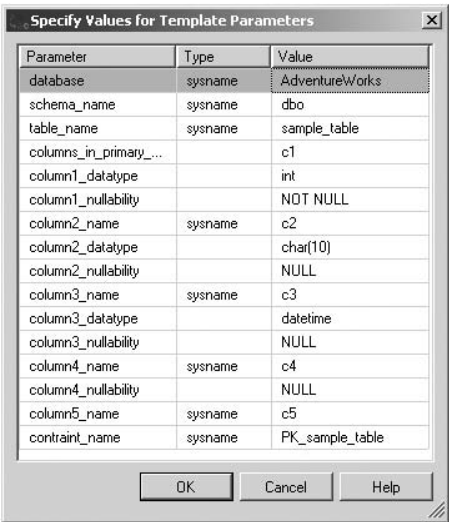 Specify Values for Template Parameters
Parameter Type Value
database sysname AdventureWorks
schema_name sysname dbo
table_name sysname sample_table
columns_in_primary_... c1
column1_datatype int
column1_nullability NOT NULL
column2_name sysname c2
column2_datatype char(10)
column2_nullability NULL
column3_name sysname c3
column3_datatype datetime
column3_nullability NULL
column4_name sysname c4
column4_nullability NULL
column5_name sysname c5
contraint_name sysname PK_sample_table
OK Cancel Help